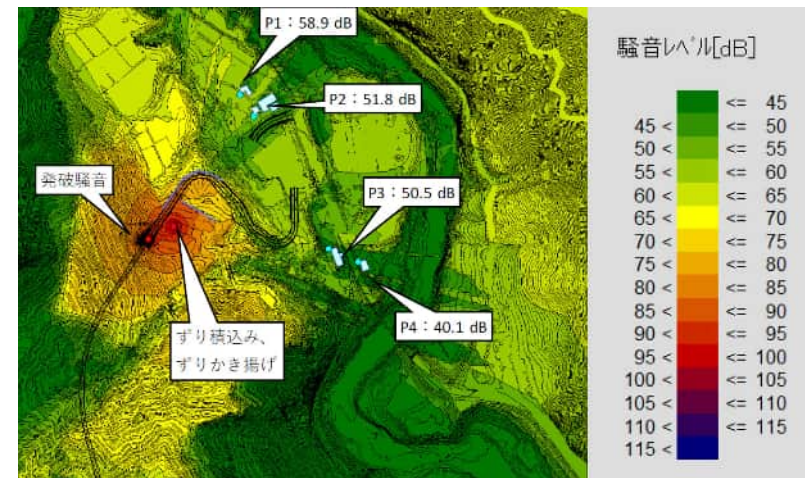 P1：58.9 dB
P2：51.8 dB
発破騒音
P3：50.5 dB
ずり積込み、
ずりかき揚げ
P4：40.1 dB
騒音ﾚﾍﾞﾙ[dB]
<= 45
45 < <= 50
50 < <= 55
55 < <= 60
60 < <= 65
65 < <= 70
70 < <= 75
75 < <= 80
80 < <= 85
85 < <= 90
90 < <= 95
95 < <= 100
100 < <= 105
105 < <= 110
110 < <= 115
115 <